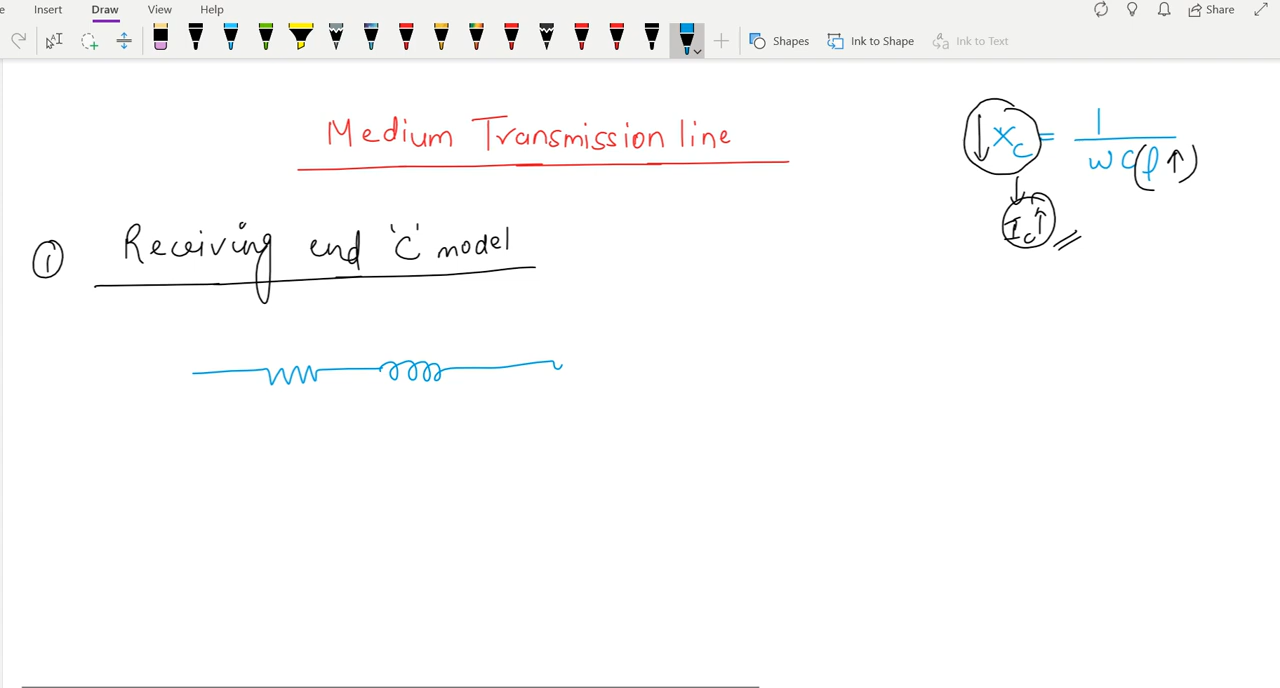 e Insert Draw View Help Share
Shapes Ink to Shape Ink to Text
Medium Transmission line
↓ Xc = 1
wc(l ↑)
Ic↑
① Receiving end 'c' model